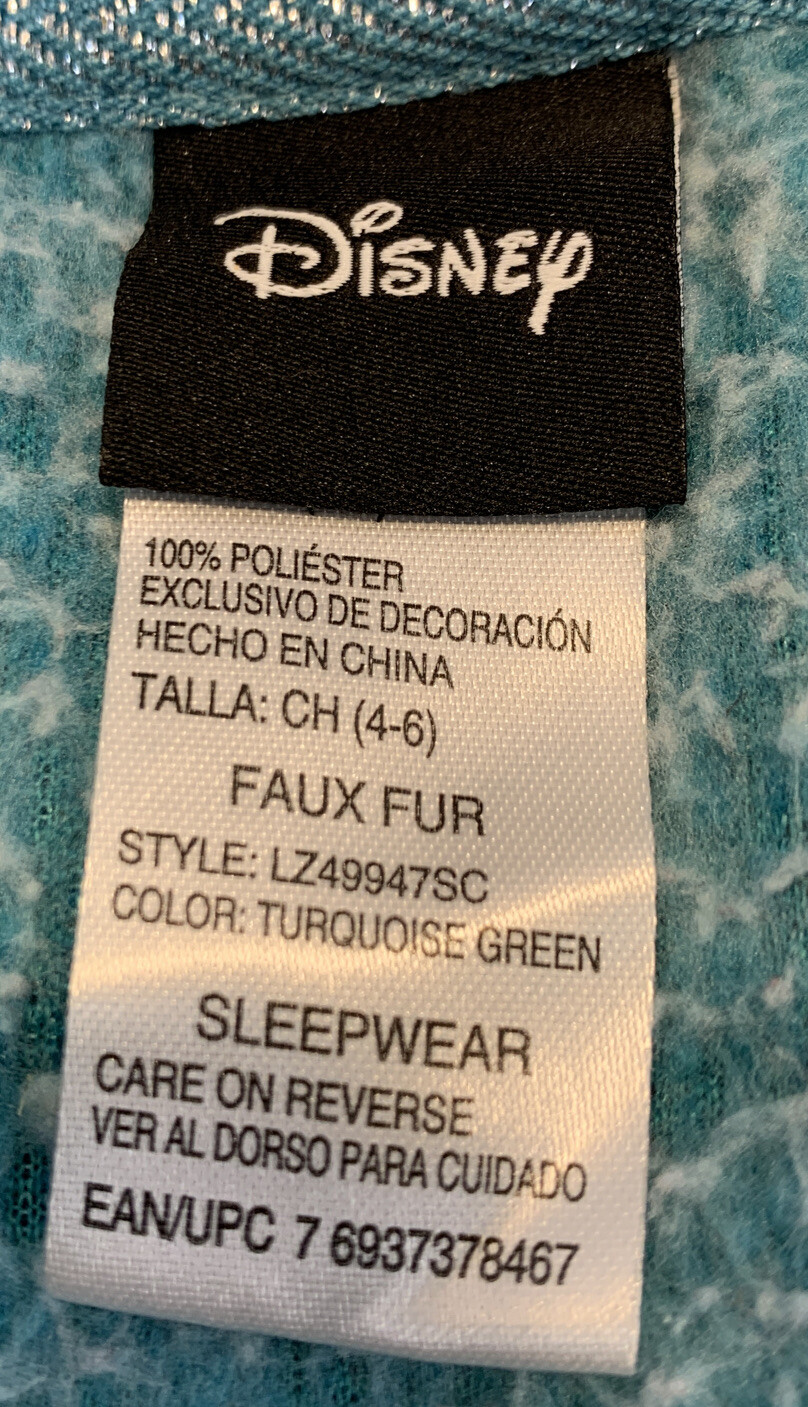 Disney
100% POLIÉSTER
EXCLUSIVO DE DECORACIÓN
HECHO EN CHINA
TALLA: CH (4-6)
FAUX FUR
STYLE: LZ49947SC
COLOR: TURQUOISE GREEN
SLEEPWEAR
CARE ON REVERSE
VER AL DORSO PARA CUIDADO
EAN/UPC 7 6937378467